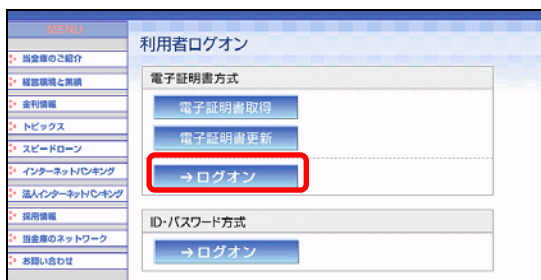 MENU
当金庫のご紹介
経営環境と業績
金利情報
トピックス
スピードローン
インターネットバンキング
法人インターネットバンキング
採用情報
当金庫のネットワーク
お問い合わせ
利用者ログオン
電子証明書方式
電子証明書取得
電子証明書更新
→ログオン
ID・パスワード方式
→ログオン